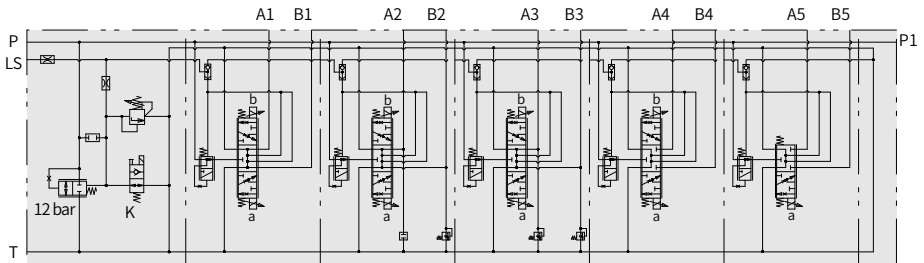 A1 B1 A2 B2 A3 B3 A4 B4 A5 B5
P P1
LS
b b b b
12 bar K a a a a a
T